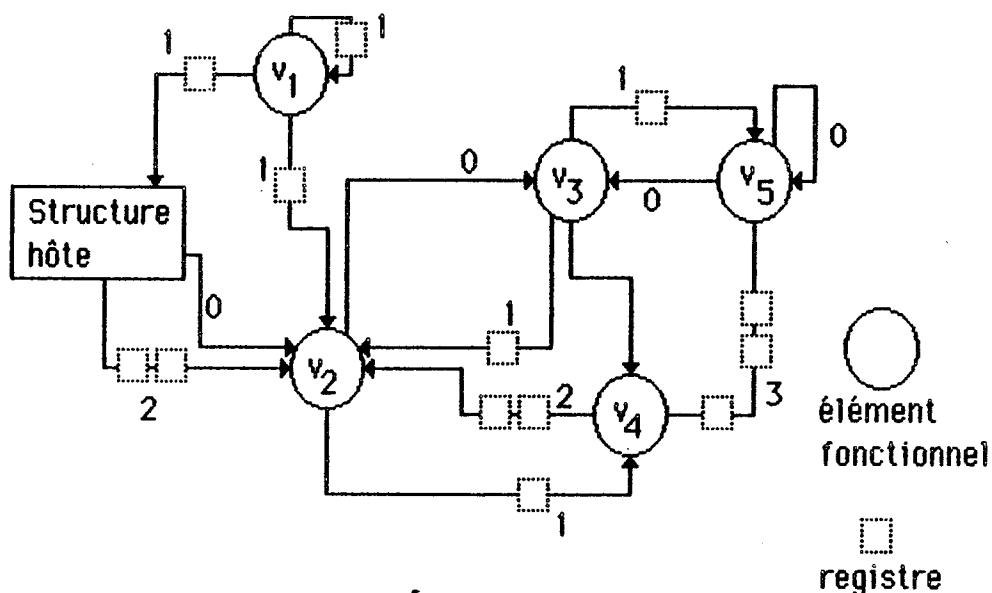 1
1
v1
1
1
0
v3
0
v5
0
Structure
hôte
0
1
v2
2
2
v4
3
1
élément
fonctionnel
registre